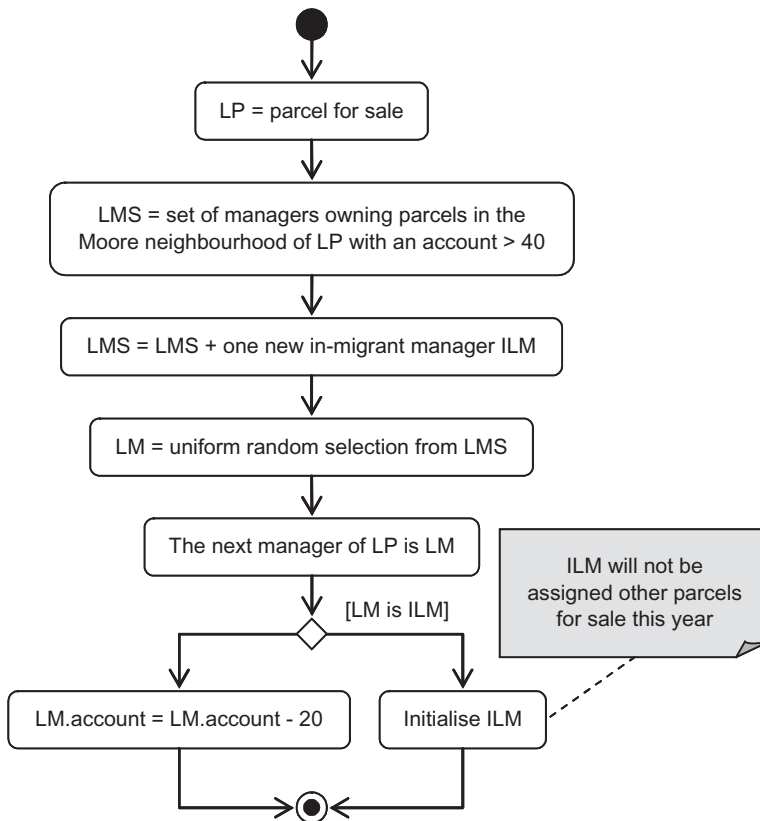 LP = parcel for sale
LMS = set of managers owning parcels in the
Moore neighbourhood of LP with an account > 40
LMS = LMS + one new in-migrant manager ILM
LM = uniform random selection from LMS
The next manager of LP is LM
ILM will not be
assigned other parcels
for sale this year
[LM is ILM]
LM.account = LM.account - 20
Initialise ILM